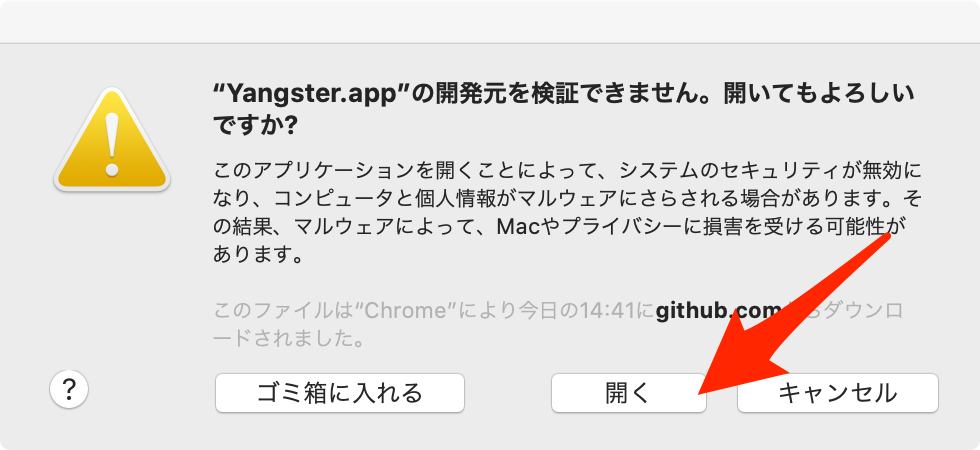 “Yangster.app”の開発元を検証できません。開いてもよろしい
ですか?
このアプリケーションを開くことによって、システムのセキュリティが無効に
なり、コンピュータと個人情報がマルウェアにさらされる場合があります。そ
の結果、マルウェアによって、Macやプライバシーに損害を受ける可能性が
あります。
このファイルは“Chrome”により今日の14:41にgithub.comからダウンロ
ードされました。
?
ゴミ箱に入れる
開く
キャンセル